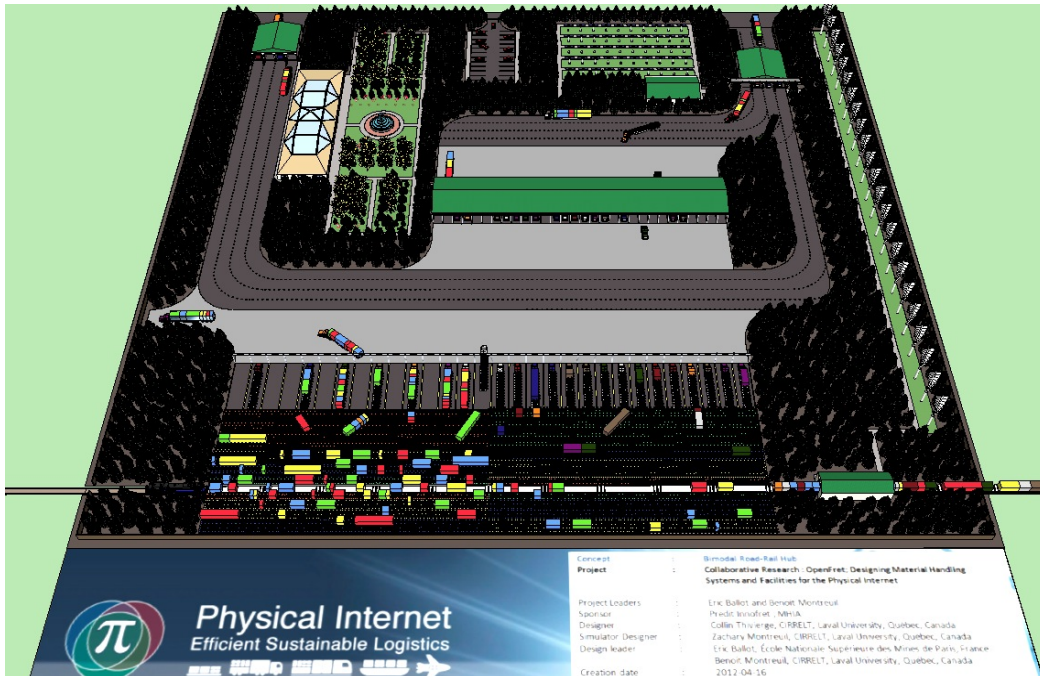 Concept : Bimodal Road-Rail Hub
Project : Collaborative Research : OpenFret: Designing Material Handling
Systems and Facilities for the Physical Internet
Project Leaders : Eric Ballot and Benoit Montreuil
Sponsor : Predit Innofret ; MHIA
Designer : Collin Thivierge, CIRRELT, Laval University, Québec, Canada
Simulator Designer : Zachary Montreuil, CIRRELT, Laval University, Québec, Canada
Design leader : Eric Ballot, École Nationale Supérieure des Mines de Paris, France
Benoit Montreuil, CIRRELT, Laval University, Québec, Canada
Creation date : 2012-04-16
π
Physical Internet
Efficient Sustainable Logistics